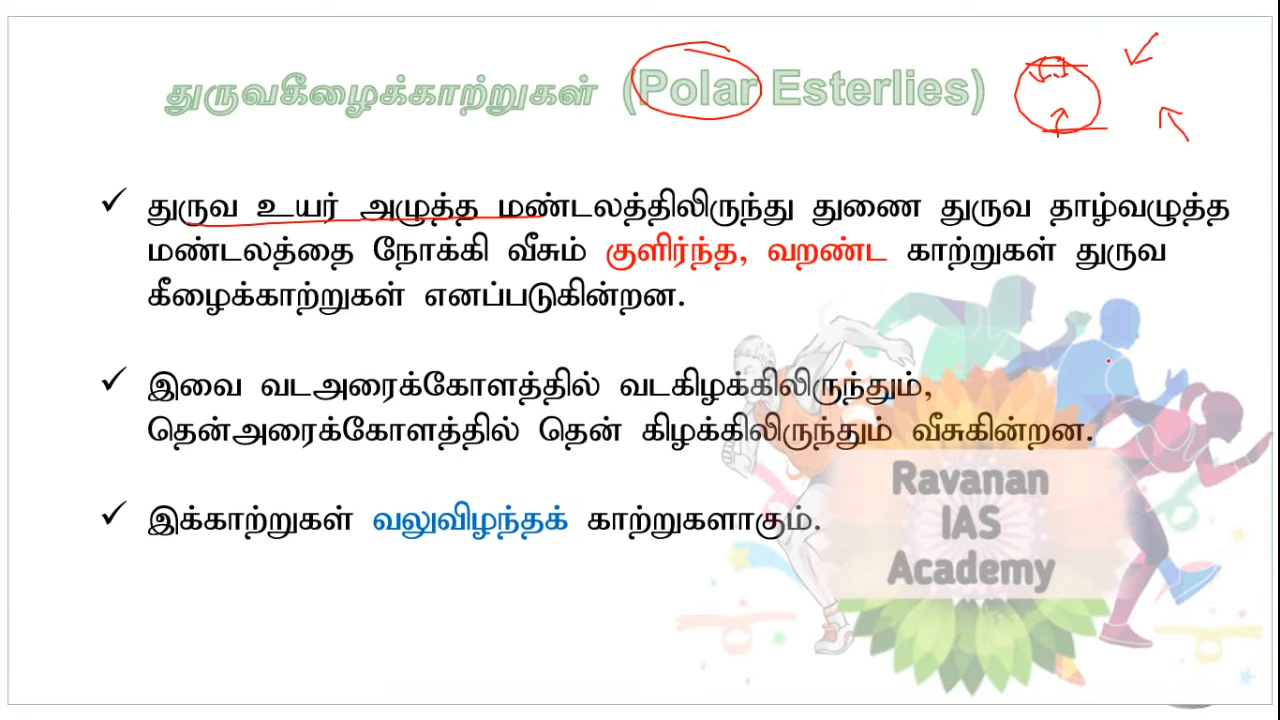 துருவகீழைக்காற்றுகள் (Polar Esterlies)
துருவ உயர் அழுத்த மண்டலத்திலிருந்து துணை துருவ தாழ்வழுத்த
மண்டலத்தை நோக்கி வீசும் குளிர்ந்த, வறண்ட காற்றுகள் துருவ
கீழைக்காற்றுகள் எனப்படுகின்றன.
இவை வடஅரைக்கோளத்தில் வடகிழக்கிலிருந்தும்,
தென்அரைக்கோளத்தில் தென் கிழக்கிலிருந்தும் வீசுகின்றன.
இக்காற்றுகள் வலுவிழந்தக் காற்றுகளாகும்.
Ravanan
IAS
Academy